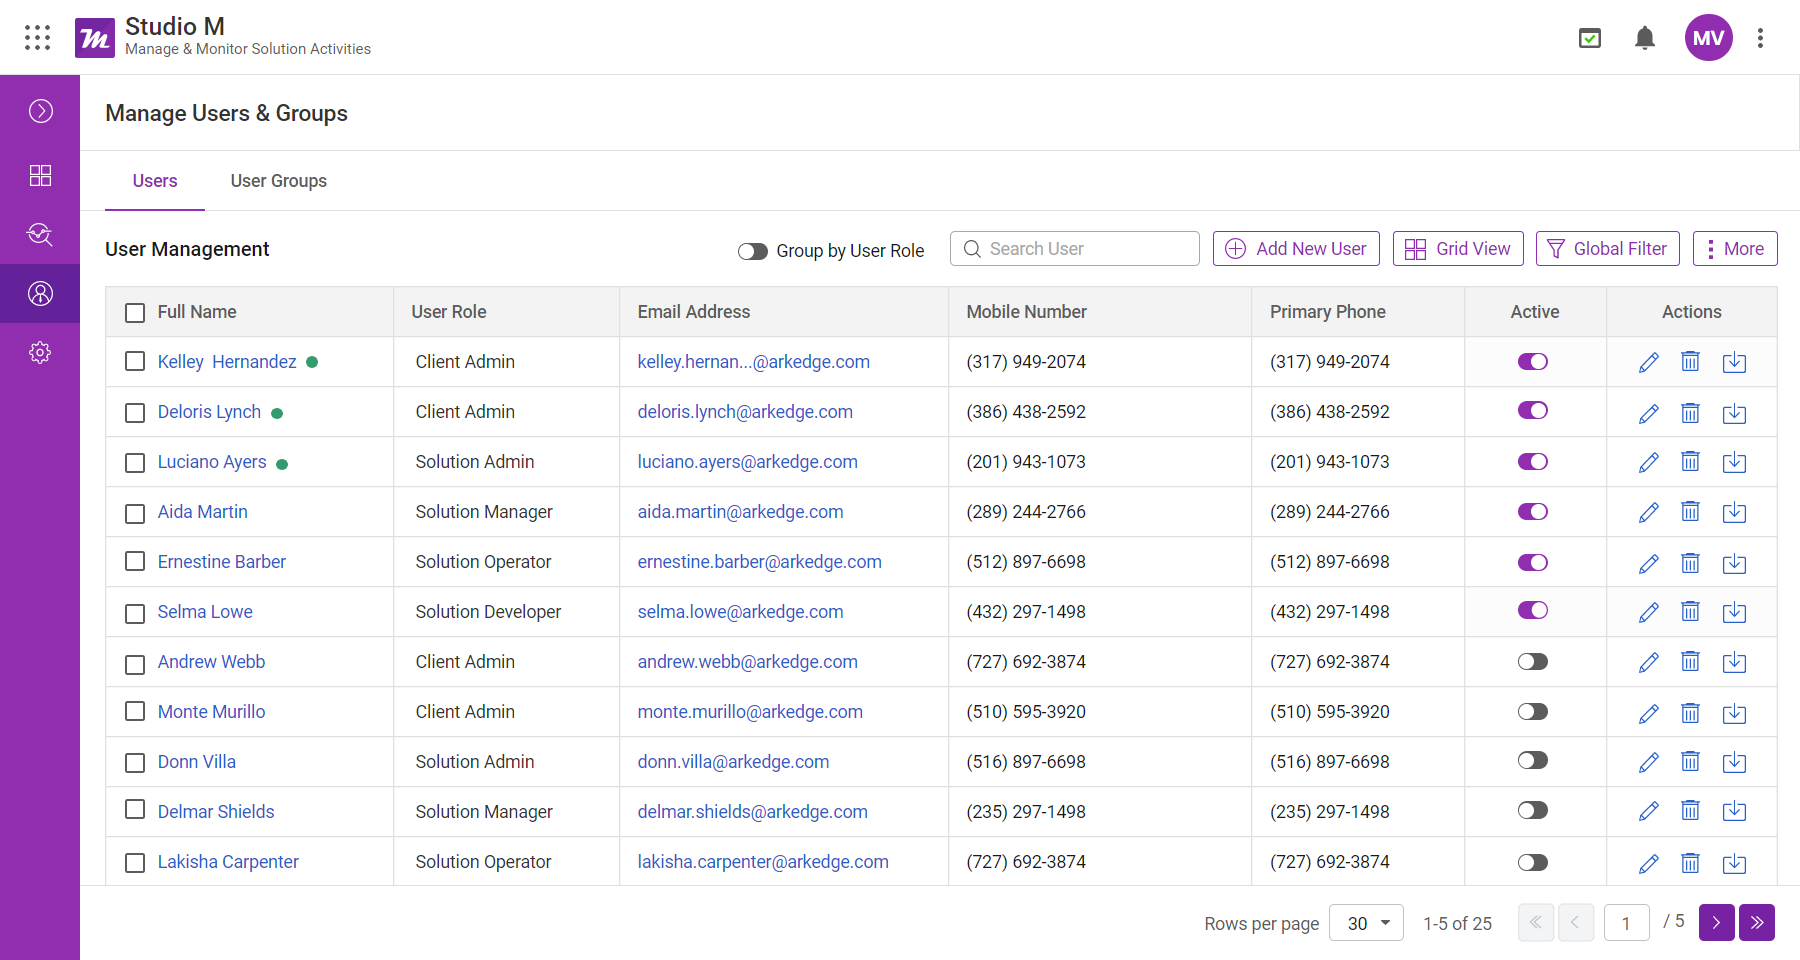 Studio M
Manage & Monitor Solution Activities
MV
Manage Users & Groups
Users User Groups
User Management Group by User Role Search User Add New User Grid View Global Filter More
Full Name User Role Email Address Mobile Number Primary Phone Active Actions
Kelley Hernandez Client Admin kelley.hernan...@arkedge.com (317) 949-2074 (317) 949-2074
Deloris Lynch Client Admin deloris.lynch@arkedge.com (386) 438-2592 (386) 438-2592
Luciano Ayers Solution Admin luciano.ayers@arkedge.com (201) 943-1073 (201) 943-1073
Aida Martin Solution Manager aida.martin@arkedge.com (289) 244-2766 (289) 244-2766
Ernestine Barber Solution Operator ernestine.barber@arkedge.com (512) 897-6698 (512) 897-6698
Selma Lowe Solution Developer selma.lowe@arkedge.com (432) 297-1498 (432) 297-1498
Andrew Webb Client Admin andrew.webb@arkedge.com (727) 692-3874 (727) 692-3874
Monte Murillo Client Admin monte.murillo@arkedge.com (510) 595-3920 (510) 595-3920
Donn Villa Solution Admin donn.villa@arkedge.com (516) 897-6698 (516) 897-6698
Delmar Shields Solution Manager delmar.shields@arkedge.com (235) 297-1498 (235) 297-1498
Lakisha Carpenter Solution Operator lakisha.carpenter@arkedge.com (727) 692-3874 (727) 692-3874
Rows per page 30 1-5 of 25 1 / 5